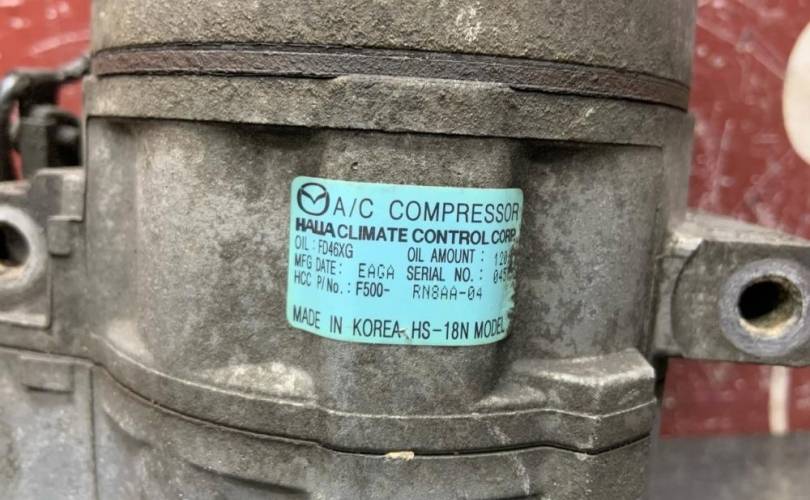 A/C COMPRESSOR
HALLA CLIMATE CONTROL CORP.
OIL: FD46XG OIL AMOUNT: 120
MFG DATE: EAGA SERIAL NO.:
HCC P/No.: F500- RN8AA-04
MADE IN KOREA HS-18N MODEL